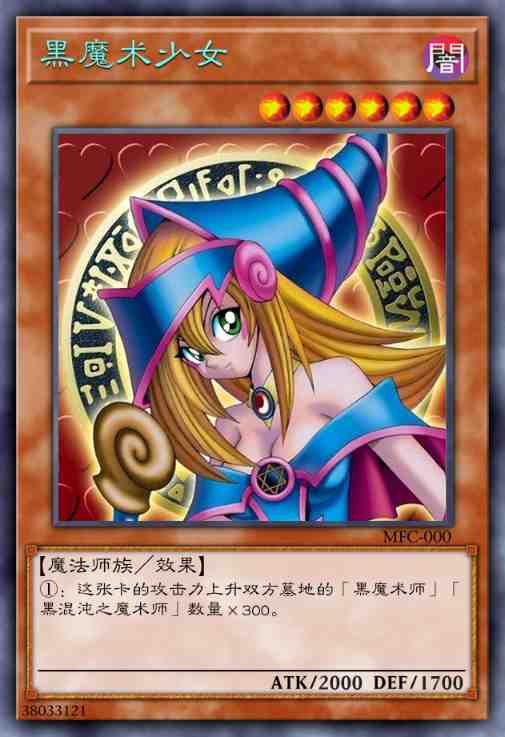 黑魔术少女
闇
MFC-000
【魔法师族／效果】
①：这张卡的攻击力上升双方墓地的「黑魔术师」「
黑混沌之魔术师」数量×300。
ATK/2000 DEF/1700
38033121